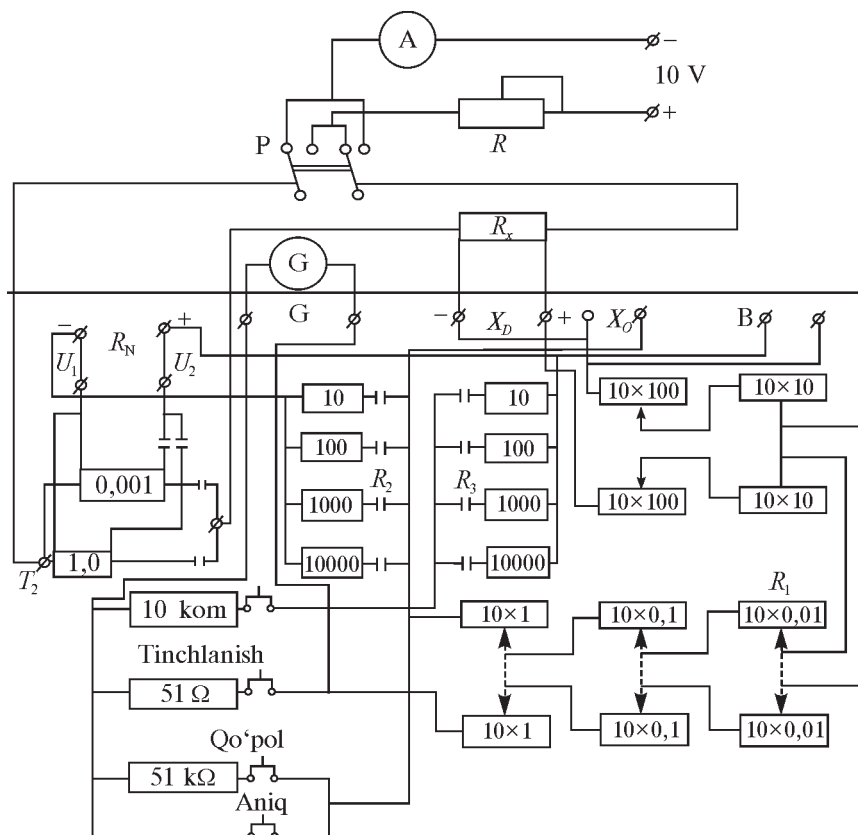 A
−
10 V
+
R
P
R_x
G
− X_D + X_O B
G
− R_N +
U_1 U_2
10 10 10×100 10×10
100 100
R_2 R_3
0,001 1000 1000 10×100 10×10
1,0 10000 10000
T_2
R_1
10 kom 10×1 10×0,1 10×0,01
Tinchlanish
51 Ω
10×1 10×0,1 10×0,01
Qo‘pol
51 kΩ
Aniq